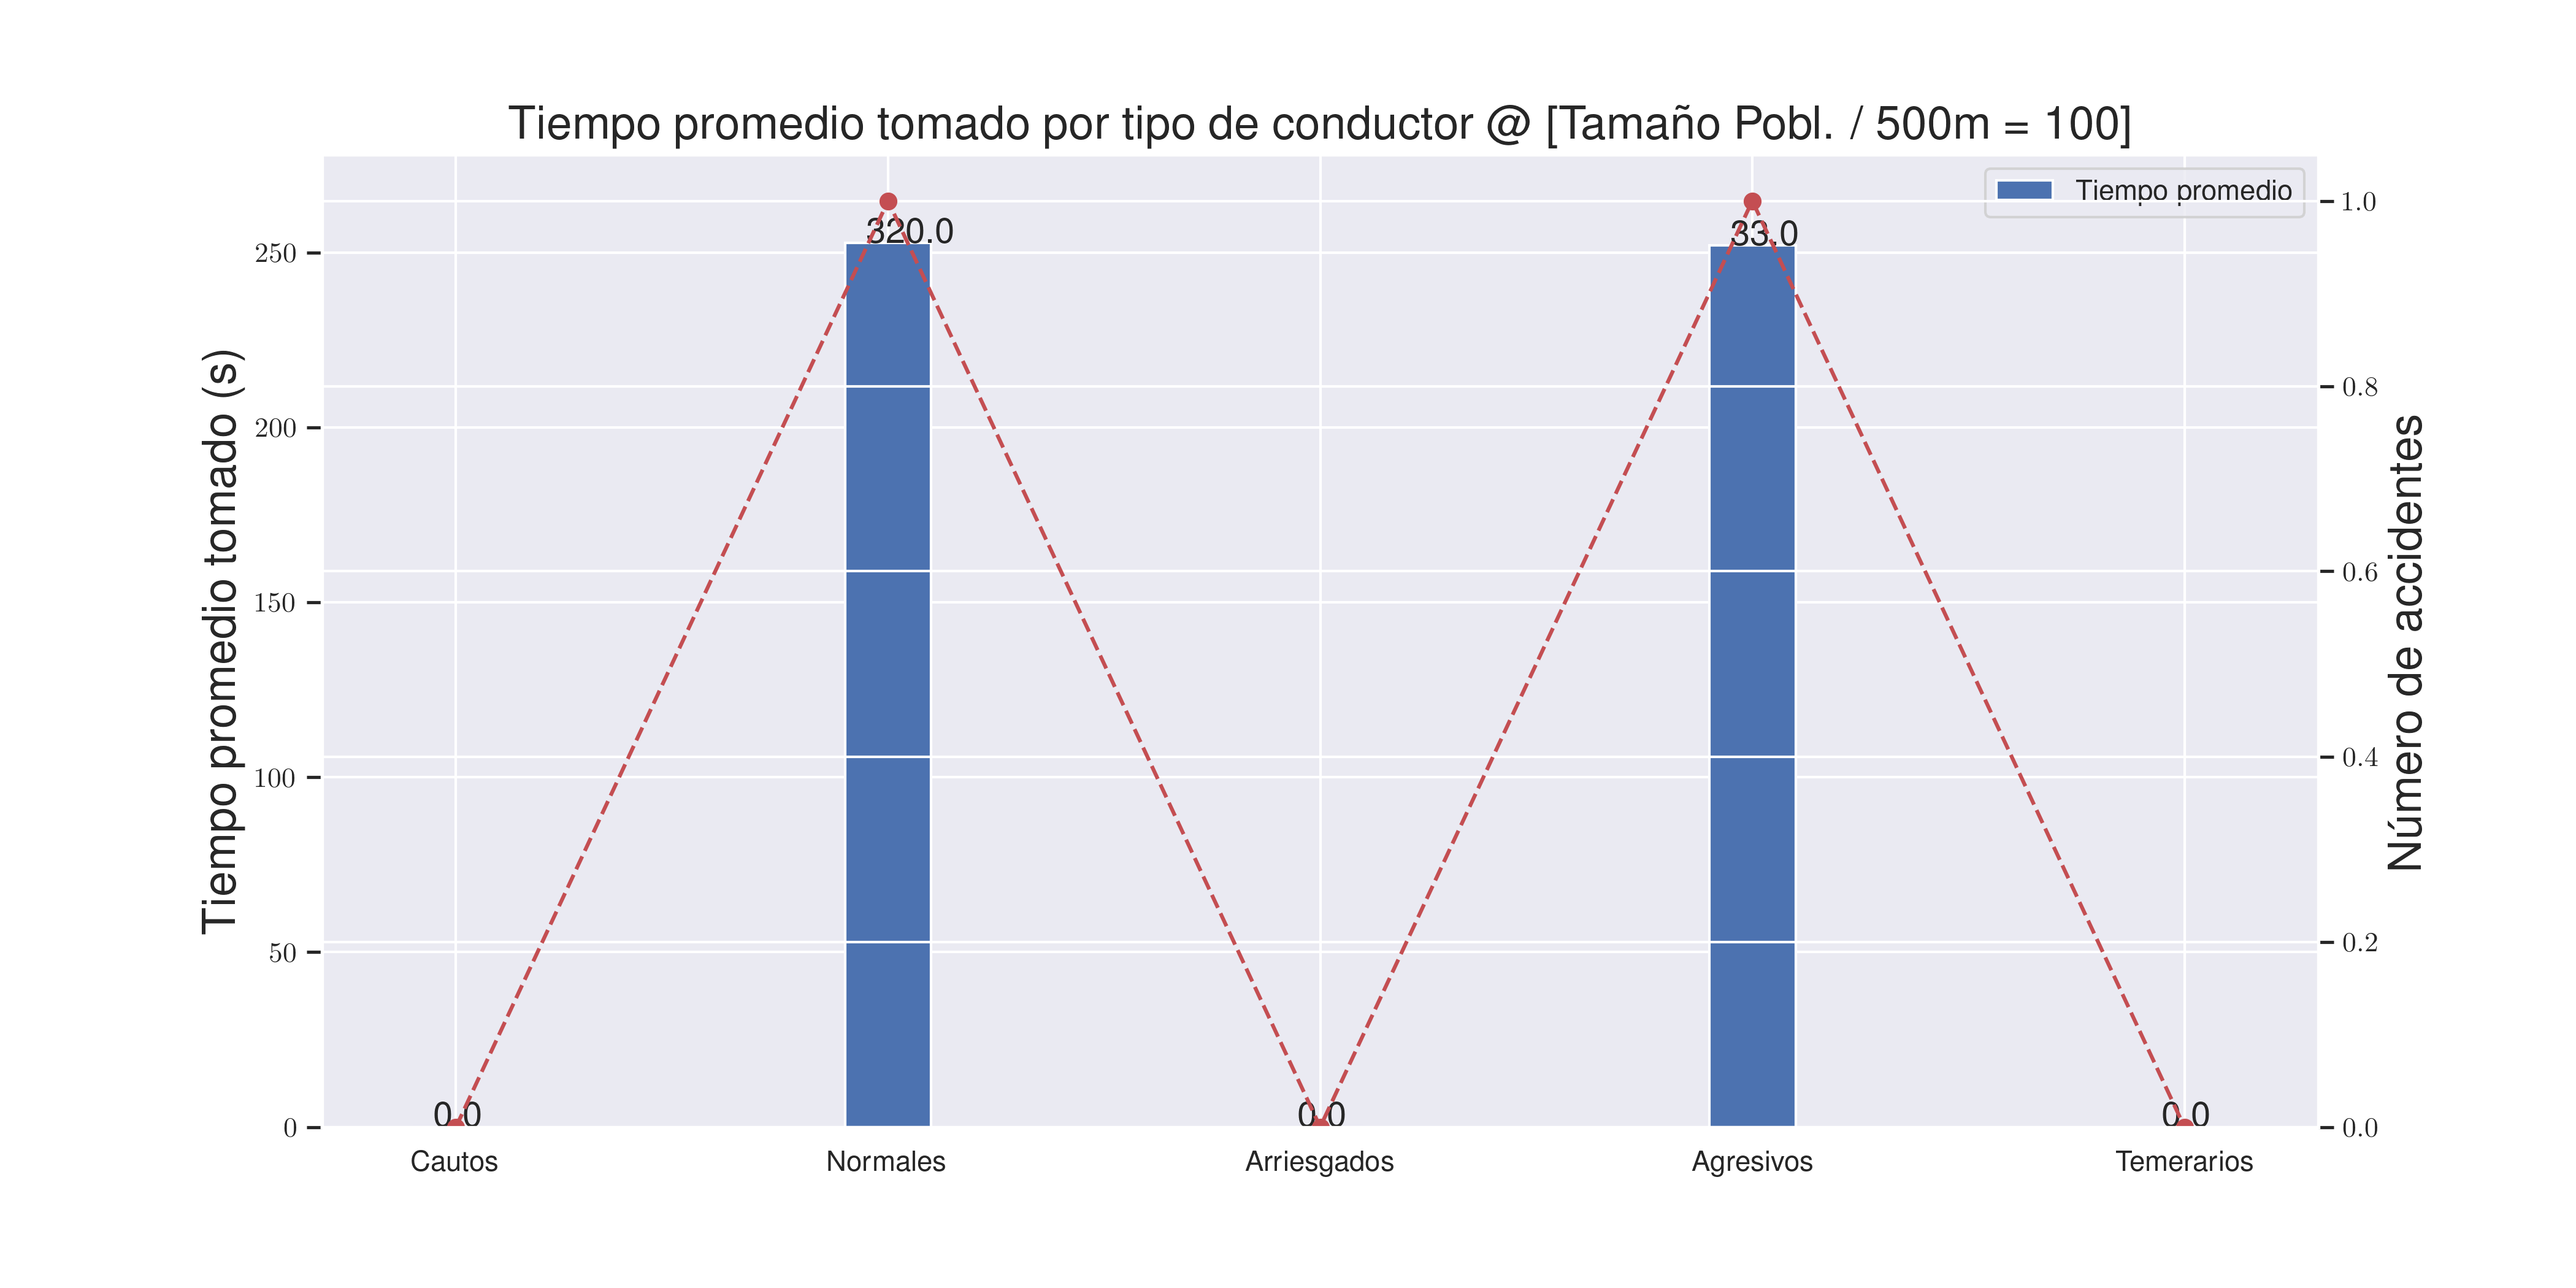 Tiempo promedio tomado por tipo de conductor @ [Tamaño Pobl. / 500m = 100]
Tiempo promedio
Tiempo promedio tomado (s)
250
200
150
100
50
0
320.0
33.0
0.0
0.0
0.0
1.0
0.8
0.6
0.4
0.2
0.0
Número de accidentes
Cautos
Normales
Arriesgados
Agresivos
Temerarios